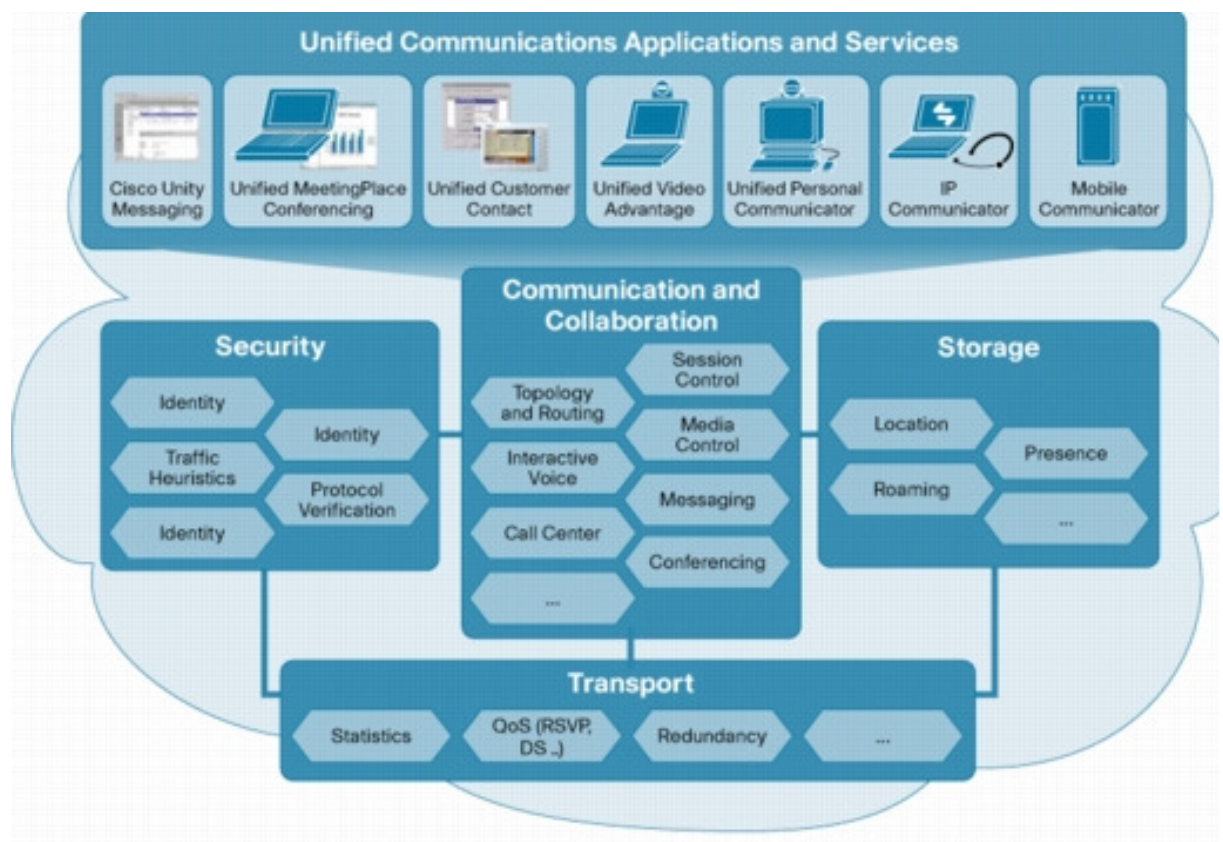 Unified Communications Applications and Services
Cisco Unity
Messaging
Unified MeetingPlace
Conferencing
Unified Customer
Contact
Unified Video
Advantage
Unified Personal
Communicator
IP
Communicator
Mobile
Communicator
Security
Identity
Identity
Traffic
Heuristics
Protocol
Verification
Identity
Communication and
Collaboration
Session
Control
Topology
and Routing
Media
Control
Interactive
Voice
Messaging
Call Center
Conferencing
...
Storage
Location
Presence
Roaming
...
Transport
Statistics
QoS (RSVP,
DS ..)
Redundancy
...